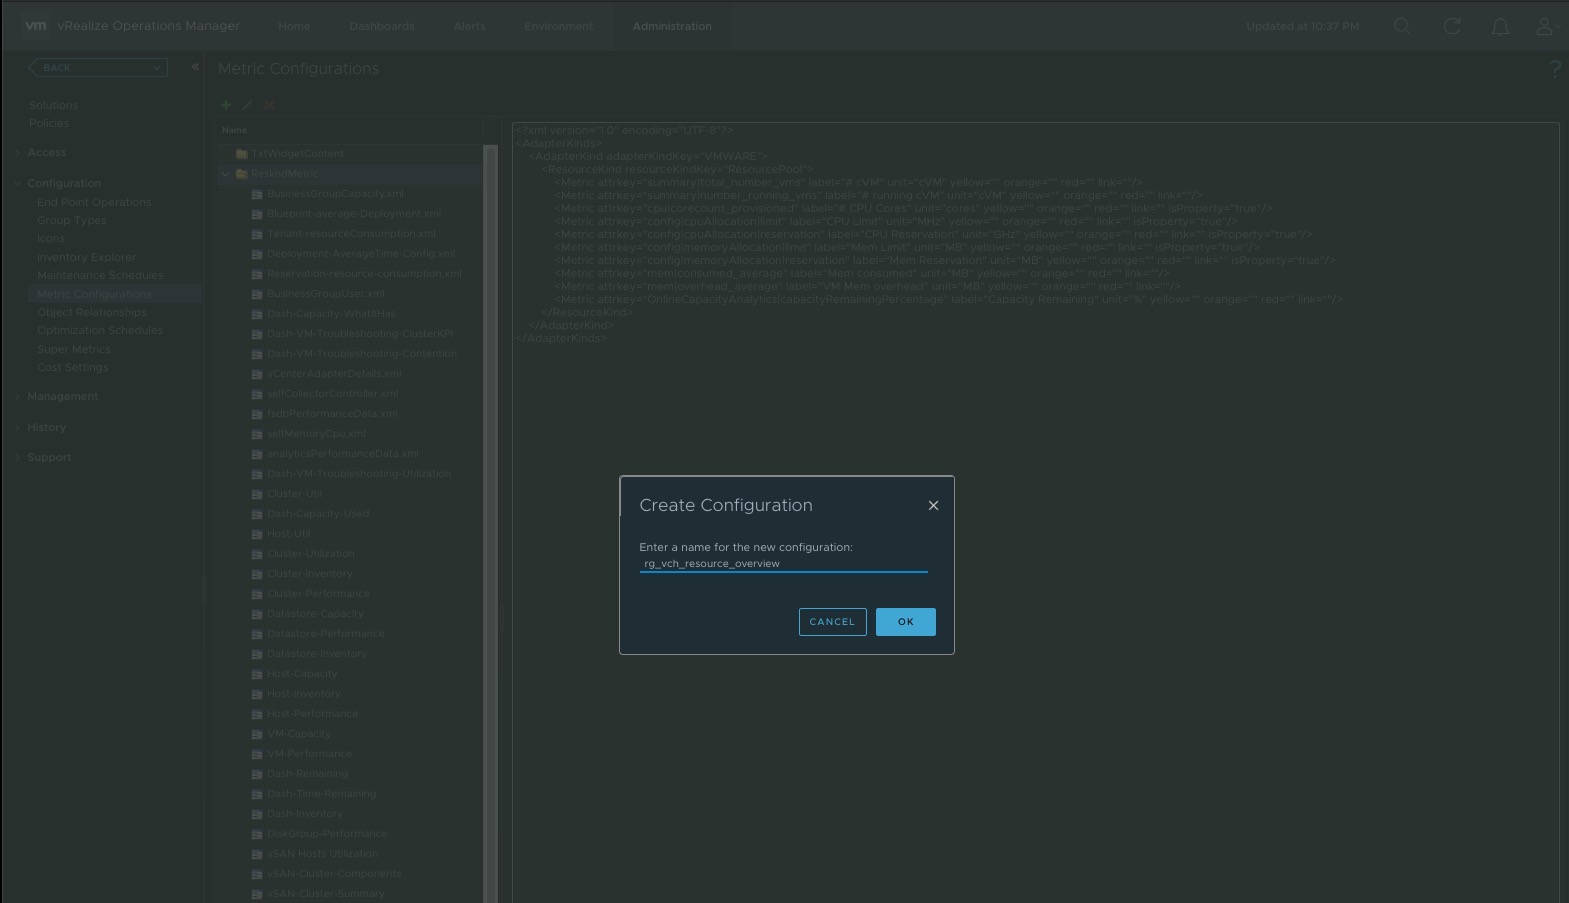 vm vRealize Operations Manager Home Dashboards Alerts Environment Administration Updated at 10:37 PM
BACK
Metric Configurations
?
Solutions
Policies
Access
Configuration
End Point Operations
Group Types
Icons
Inventory Explorer
Maintenance Schedules
Metric Configurations
Object Relationships
Optimization Schedules
Super Metrics
Cost Settings
Management
History
Support
Name
TxtWidgetContent
ReskndMetric
BusinessGroupCapacity.xml
Blueprint-average-Deployment.xml
Tenant-resourceConsumption.xml
Deployment-AverageTime-Config.xml
Reservation-resource-consumption.xml
BusinessGroupUser.xml
Dash-Capacity-WhatItHas
Dash-VM-Troubleshooting-ClusterKPI
Dash-VM-Troubleshooting-Contention
vCenterAdapterDetails.xml
selfCollectorController.xml
fsdbPerformanceData.xml
selfMemoryCpu.xml
analyticsPerformanceData.xml
Dash-VM-Troubleshooting-Utilization
Cluster-Util
Dash-Capacity-Used
Host-Util
Cluster-Utilization
Cluster-Inventory
Cluster-Performance
Datastore-Capacity
Datastore-Performance
Datastore-Inventory
Host-Capacity
Host-Inventory
Host-Performance
VM-Capacity
VM-Performance
Dash-Remaining
Dash-Time-Remaining
Dash-Inventory
DiskGroup-Performance
vSAN Hosts Utilization
vSAN-Cluster-Components
vSAN-Cluster-Summary
<?xml version="1.0" encoding="UTF-8"?>
<AdapterKinds>
<AdapterKind adapterKindKey="VMWARE">
<ResourceKind resourceKindKey="ResourcePool">
<Metric attrkey="summary|total_number_vms" label="# cVM" unit="cVM" yellow="" orange="" red="" link=""/>
<Metric attrkey="summary|number_running_vms" label="# running cVM" unit="cVM" yellow="" orange="" red="" link=""/>
<Metric attrkey="cpu|corecount_provisioned" label="# CPU Cores" unit="cores" yellow="" orange="" red="" link="" isProperty="true"/>
<Metric attrkey="config|cpuAllocation|limit" label="CPU Limit" unit="MHz" yellow="" orange="" red="" link="" isProperty="true"/>
<Metric attrkey="config|cpuAllocation|reservation" label="CPU Reservation" unit="GHz" yellow="" orange="" red="" link="" isProperty="true"/>
<Metric attrkey="config|memoryAllocation|limit" label="Mem Limit" unit="MB" yellow="" orange="" red="" link="" isProperty="true"/>
<Metric attrkey="config|memoryAllocation|reservation" label="Mem Reservation" unit="MB" yellow="" orange="" red="" link="" isProperty="true"/>
<Metric attrkey="mem|consumed_average" label="Mem consumed" unit="MB" yellow="" orange="" red="" link=""/>
<Metric attrkey="mem|overhead_average" label="VM Mem overhead" unit="MB" yellow="" orange="" red="" link=""/>
<Metric attrkey="OnlineCapacityAnalytics|capacityRemainingPercentage" label="Capacity Remaining" unit="%" yellow="" orange="" red="" link=""/>
</ResourceKind>
</AdapterKind>
</AdapterKinds>
Create Configuration
Enter a name for the new configuration:
rg_vch_resource_overview
CANCEL OK